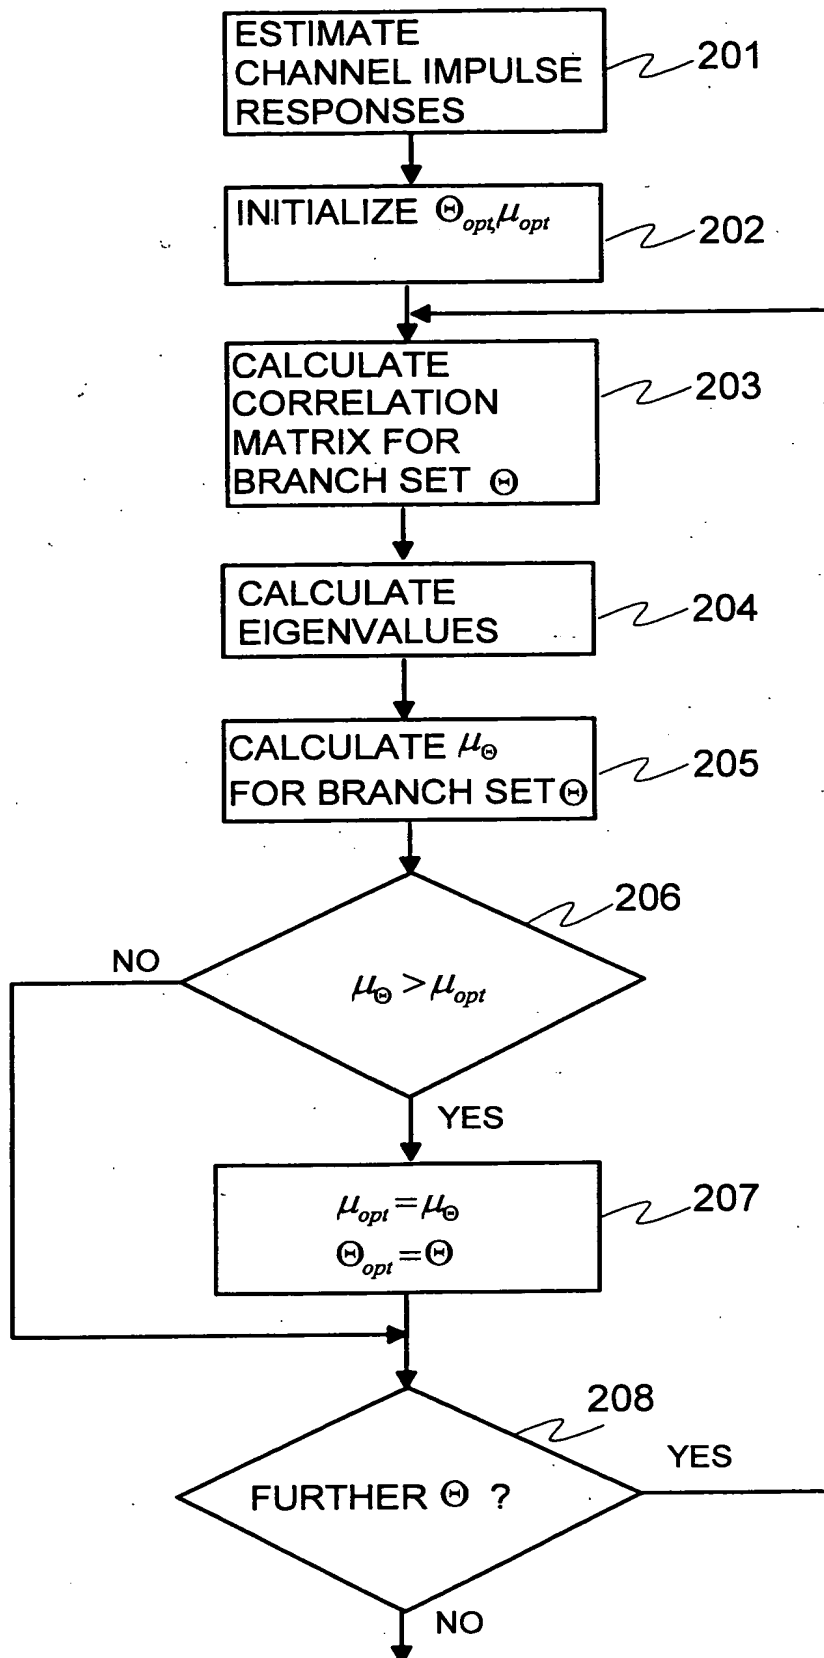 ESTIMATE
CHANNEL IMPULSE
RESPONSES
201
INITIALIZE Θopt, μopt
202
CALCULATE
CORRELATION
MATRIX FOR
BRANCH SET Θ
203
CALCULATE
EIGENVALUES
204
CALCULATE μΘ
FOR BRANCH SET Θ
205
206
NO
μΘ > μopt
YES
μopt = μΘ
Θopt = Θ
207
208
YES
FURTHER Θ ?
NO